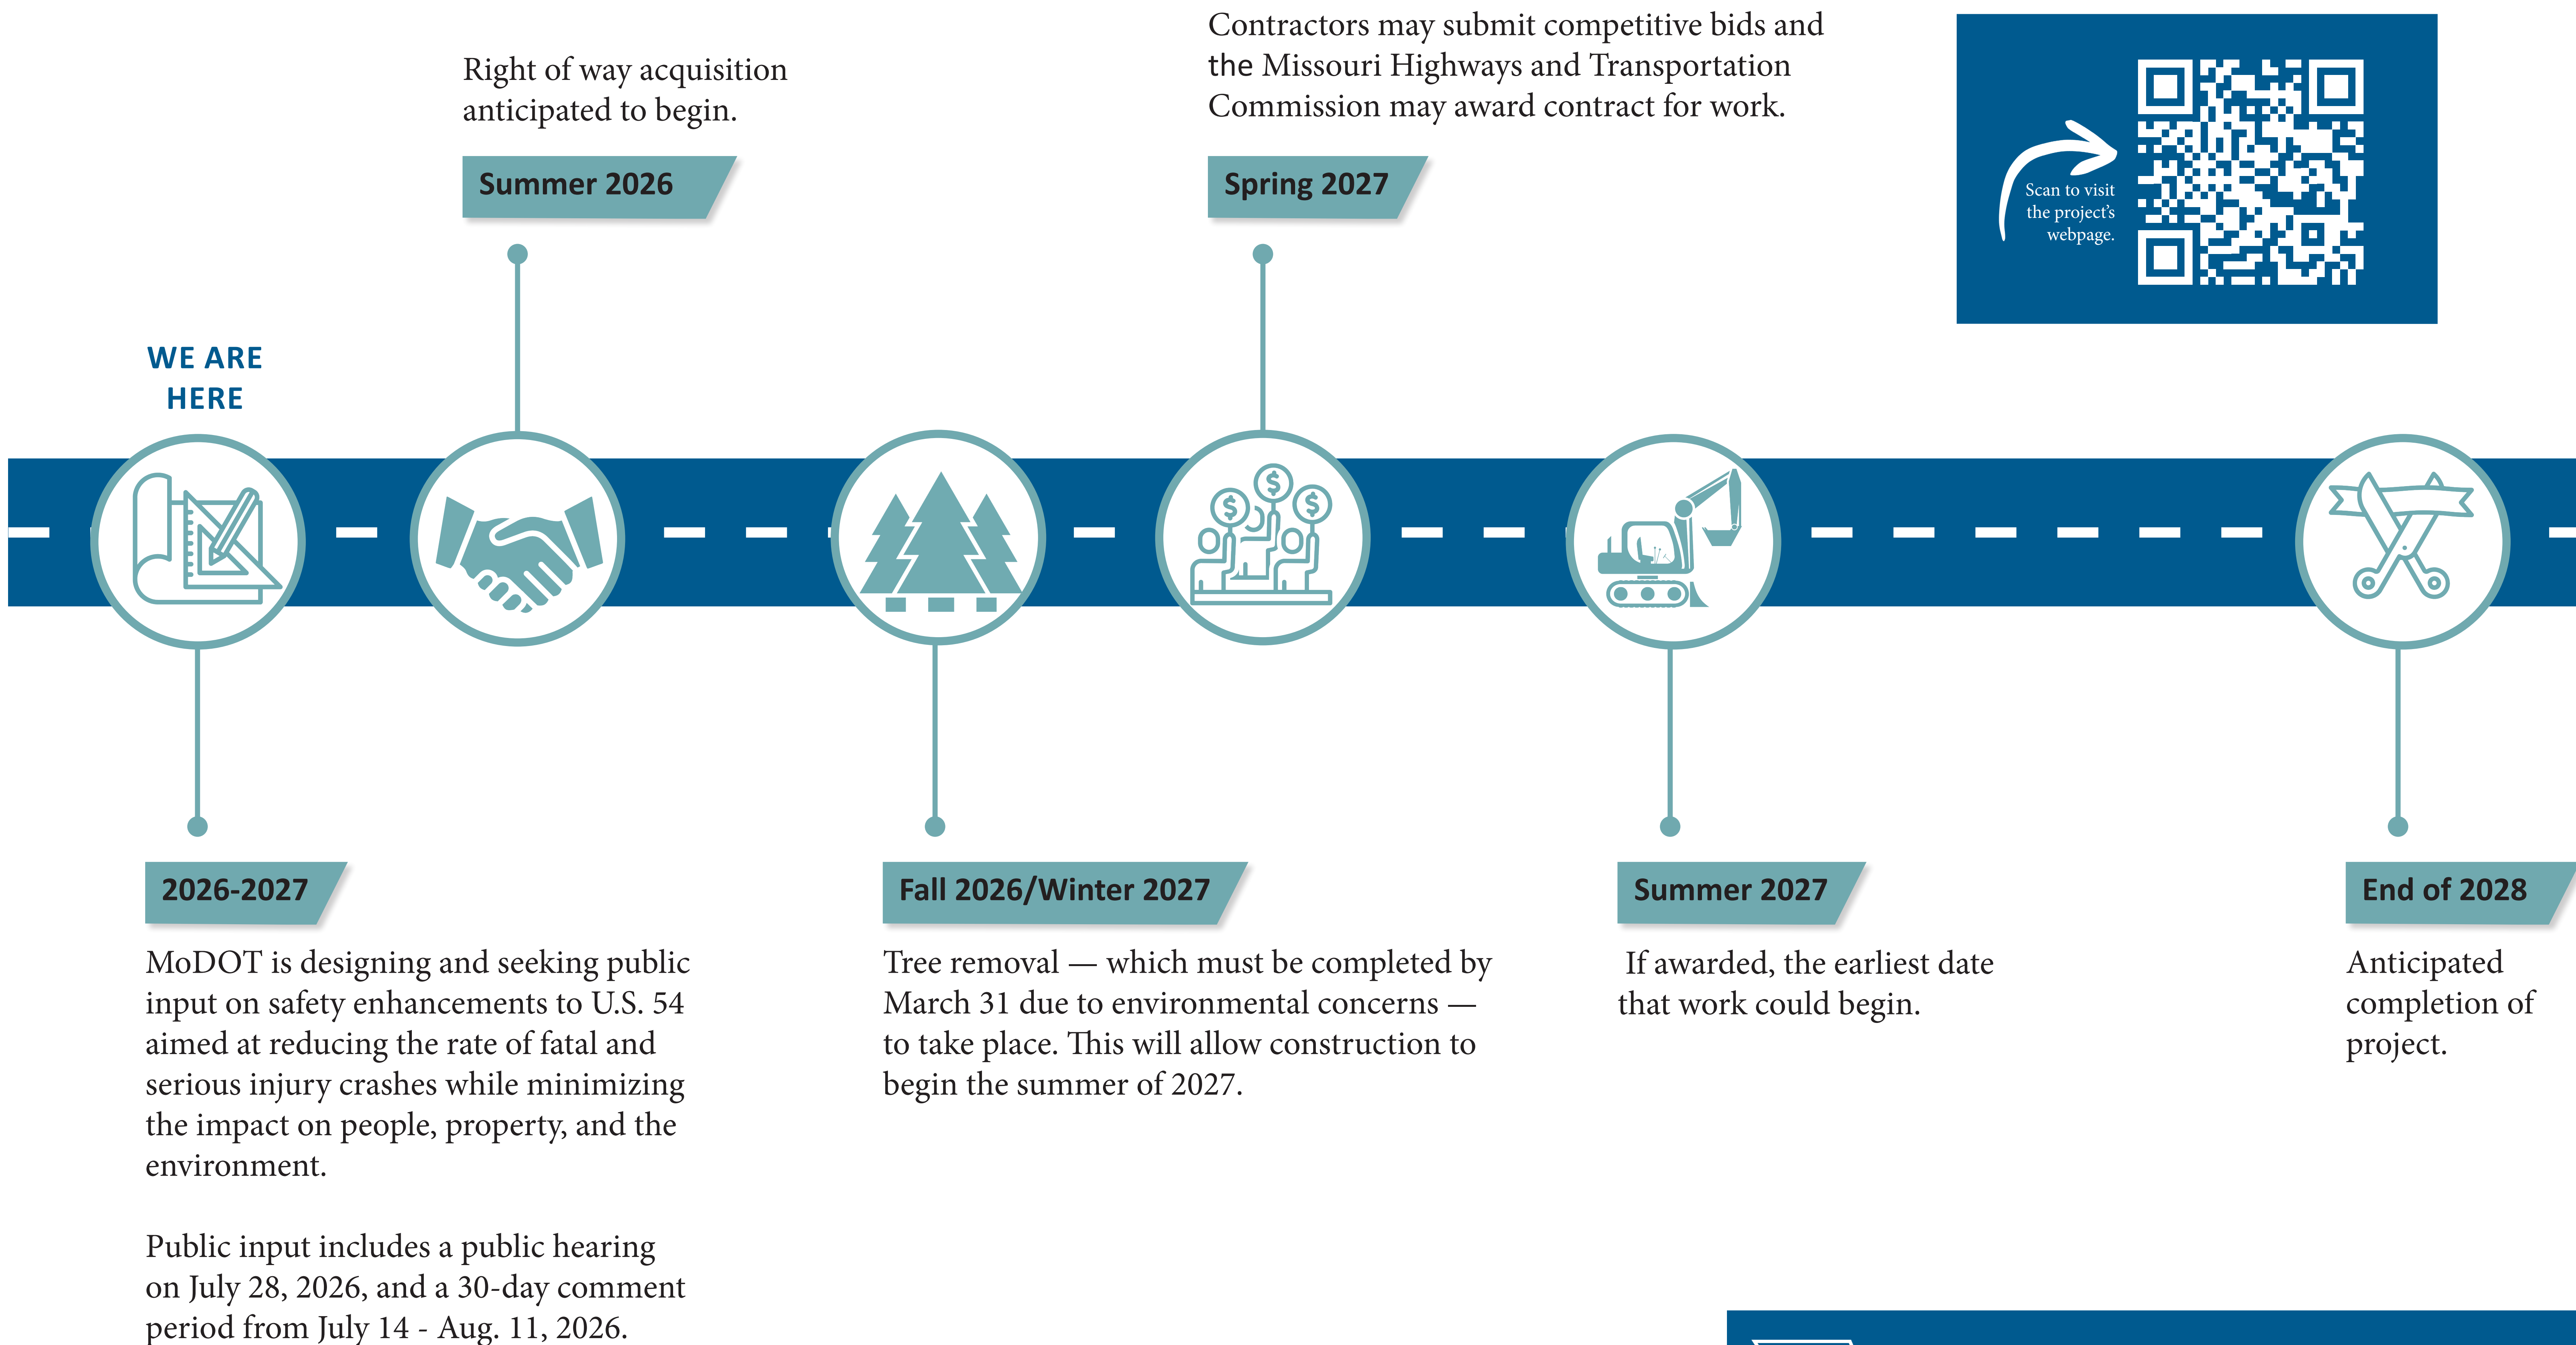 Right of way acquisition
anticipated to begin.
Summer 2026
Contractors may submit competitive bids and
the Missouri Highways and Transportation
Commission may award contract for work.
Spring 2027
Scan to visit
the project’s
webpage.
WE ARE
HERE
$ $ $
2026-2027
MoDOT is designing and seeking public
input on safety enhancements to U.S. 54
aimed at reducing the rate of fatal and
serious injury crashes while minimizing
the impact on people, property, and the
environment.
Public input includes a public hearing
on July 28, 2026, and a 30-day comment
period from July 14 - Aug. 11, 2026.
Fall 2026/Winter 2027
Tree removal — which must be completed by
March 31 due to environmental concerns —
to take place. This will allow construction to
begin the summer of 2027.
Summer 2027
If awarded, the earliest date
that work could begin.
End of 2028
Anticipated
completion of
project.